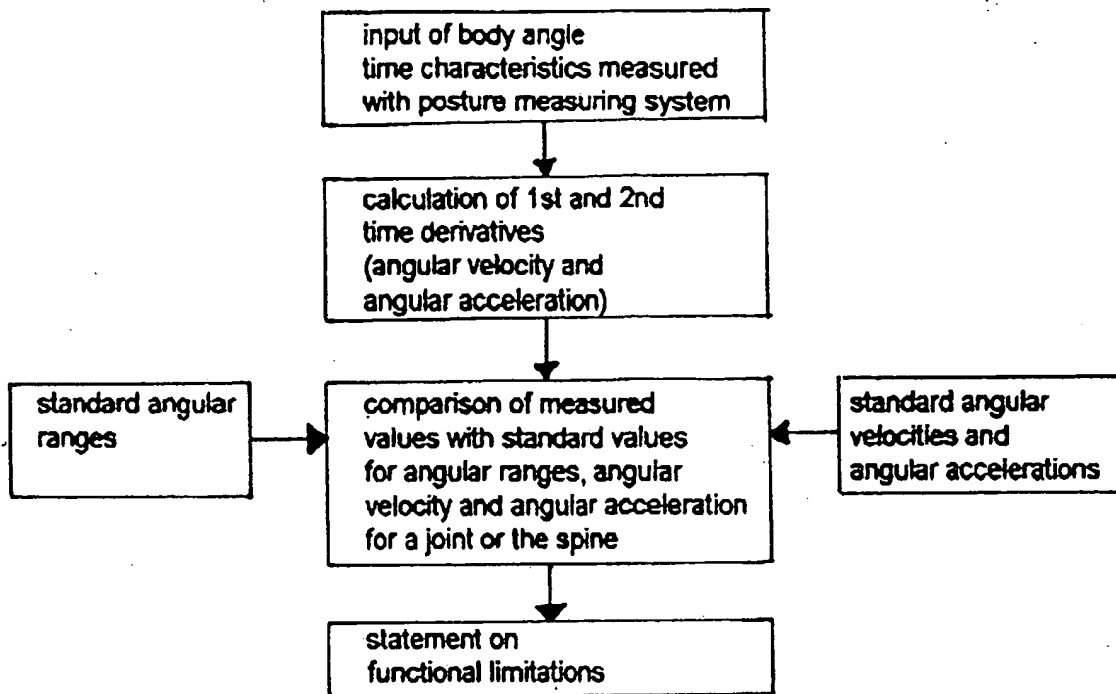 input of body angle
time characteristics measured
with posture measuring system
calculation of 1st and 2nd
time derivatives
(angular velocity and
angular acceleration)
standard angular
ranges
comparison of measured
values with standard values
for angular ranges, angular
velocity and angular acceleration
for a joint or the spine
standard angular
velocities and
angular accelerations
statement on
functional limitations